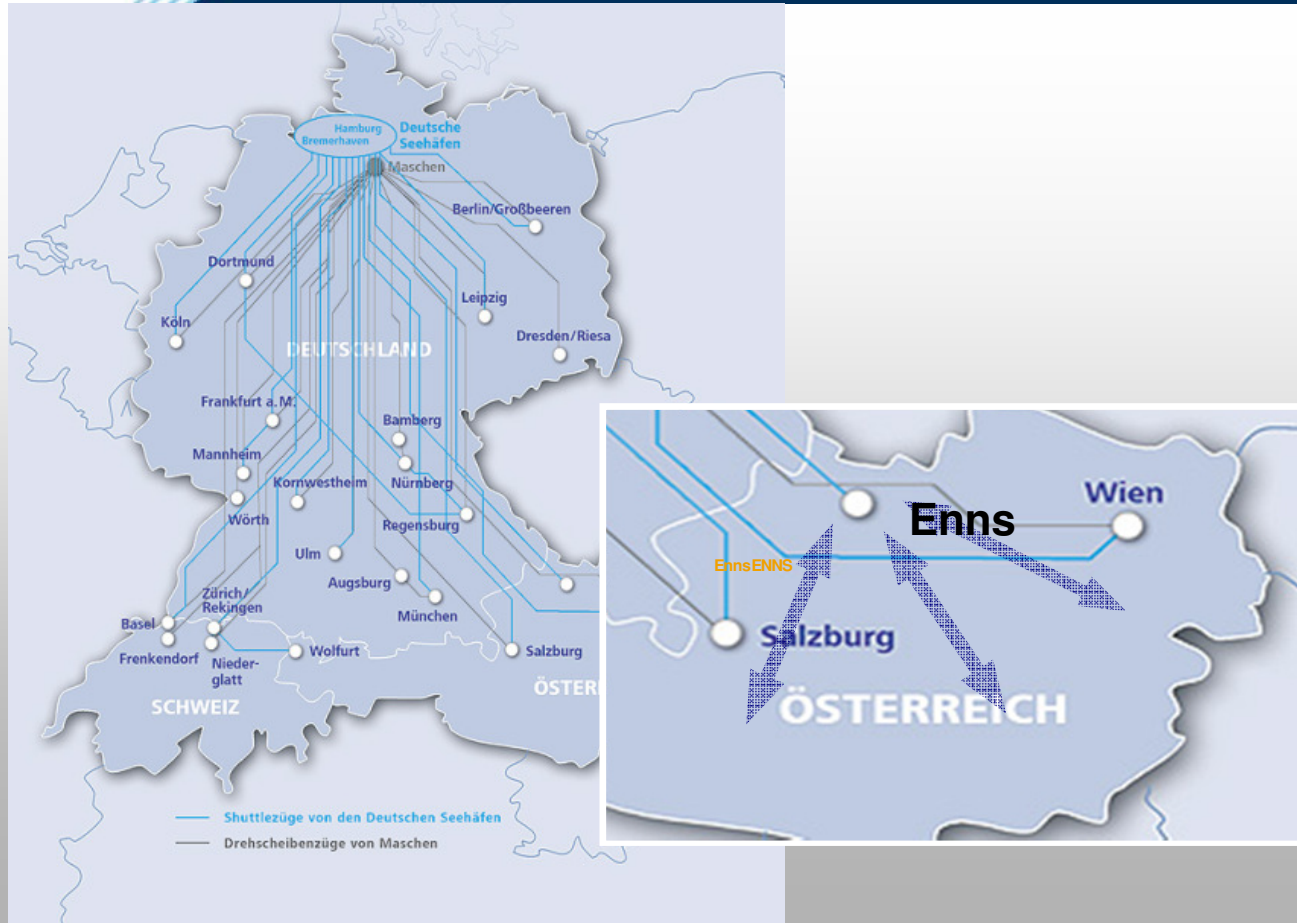 Hamburg
Bremerhaven
Deutsche
Seehäfen
Maschen
Berlin/Großbeeren
Dortmund
Leipzig
Köln
Dresden/Riesa
DEUTSCHLAND
Frankfurt a.M.
Bamberg
Mannheim
Kornwestheim
Nürnberg
Wörth
Regensburg
Ulm
Augsburg
Zürich/
Rekingen
München
Basel
Frenkendorf
Nieder-
glatt
Wolfurt
Salzburg
SCHWEIZ
ÖSTERR
Shuttlezüge von den Deutschen Seehäfen
Drehscheibenzüge von Maschen
Wien
Enns
EnnsENNS
Salzburg
ÖSTERREICH